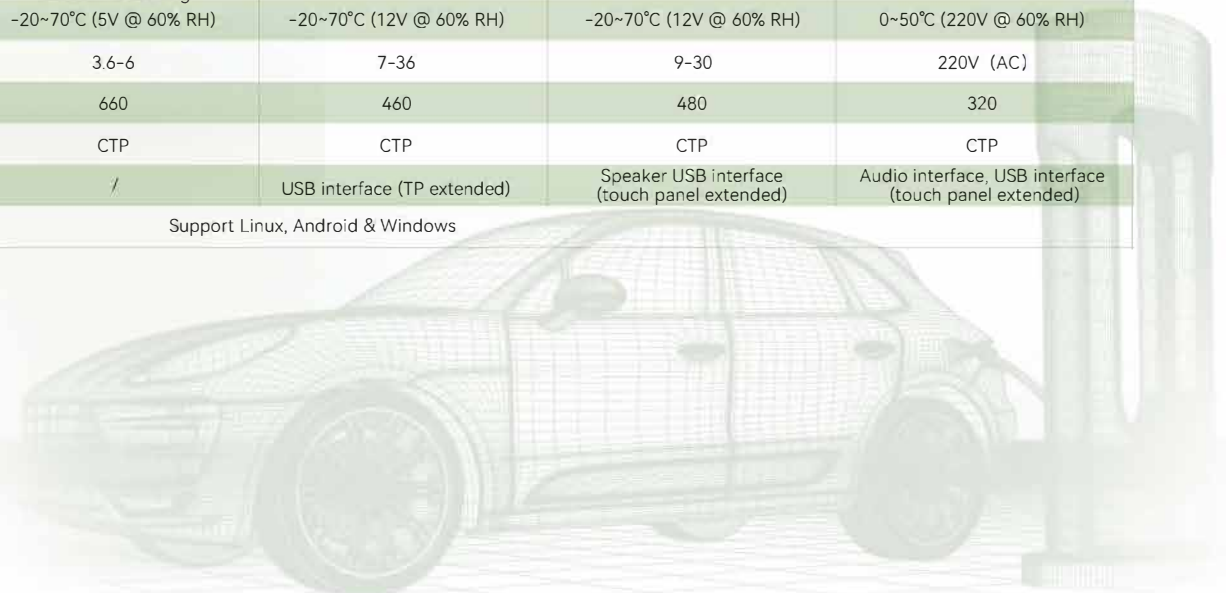 -20~70°C (5V @ 60% RH) -20~70°C (12V @ 60% RH) -20~70°C (12V @ 60% RH) 0~50°C (220V @ 60% RH)
3.6-6 7-36 9-30 220V (AC)
660 460 480 320
CTP CTP CTP CTP
/ USB interface (TP extended) Speaker USB interface (touch panel extended) Audio interface, USB interface (touch panel extended)
Support Linux, Android & Windows